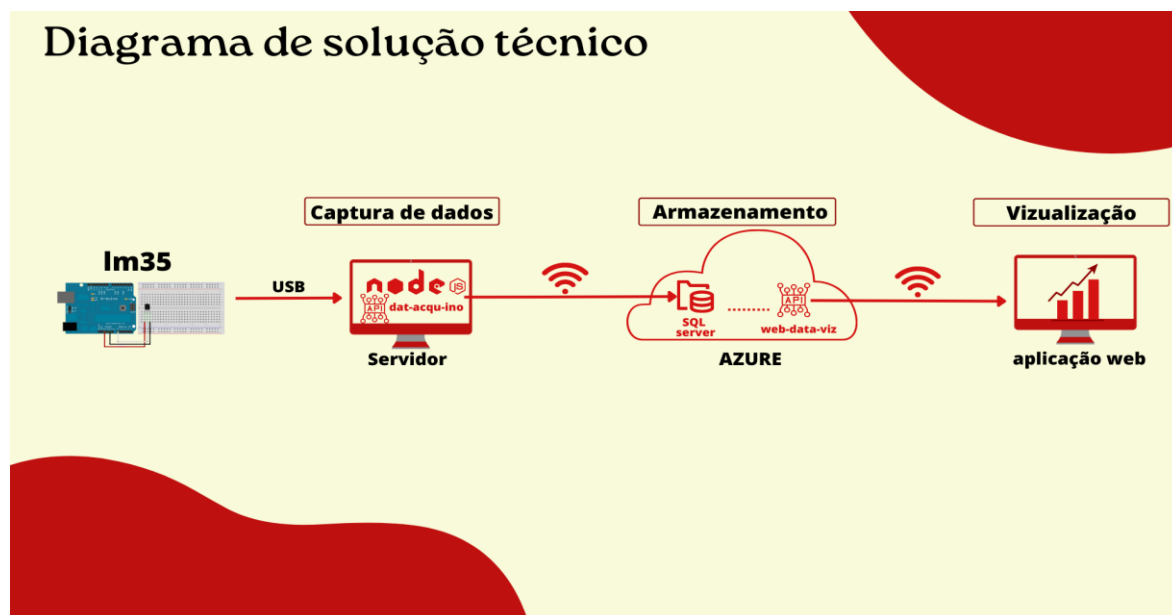 Diagrama de solução técnico
Captura de dados
Armazenamento
Vizualização
lm35
USB
node JS
API
dat-acqu-ino
Servidor
SQL
server
API
web-data-viz
AZURE
aplicação web